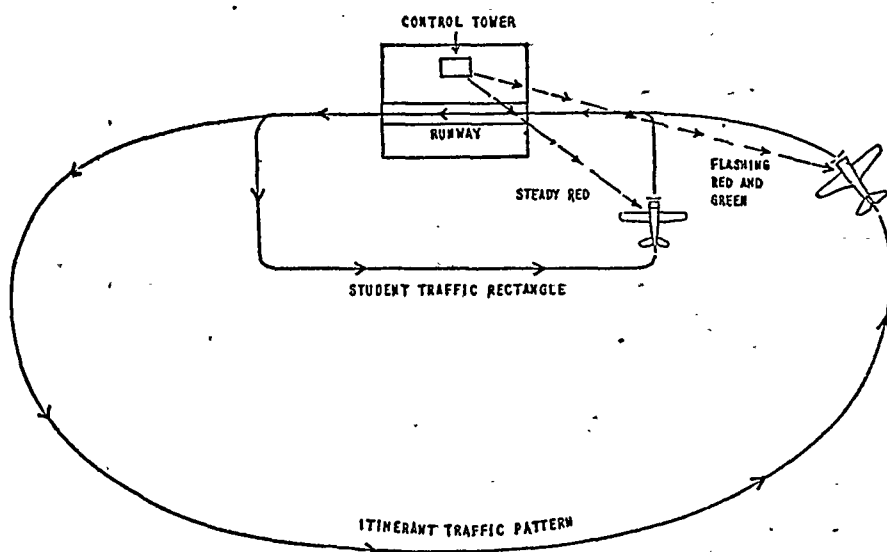 CONTROL TOWER
RUNWAY
STEADY RED
FLASHING
RED AND
GREEN
STUDENT TRAFFIC RECTANGLE
ITINERANT TRAFFIC PATTERN